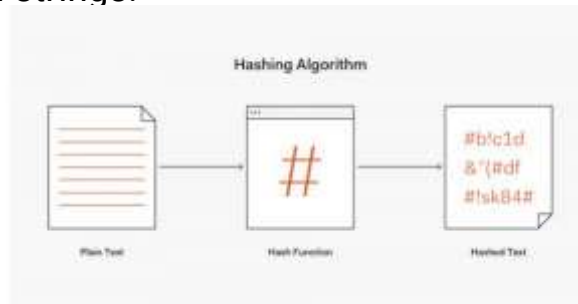 Hashing Algorithm
#
#b!c1d
&"(#df
#!sk84#
Plain Text
Hash Function
Hashed Text